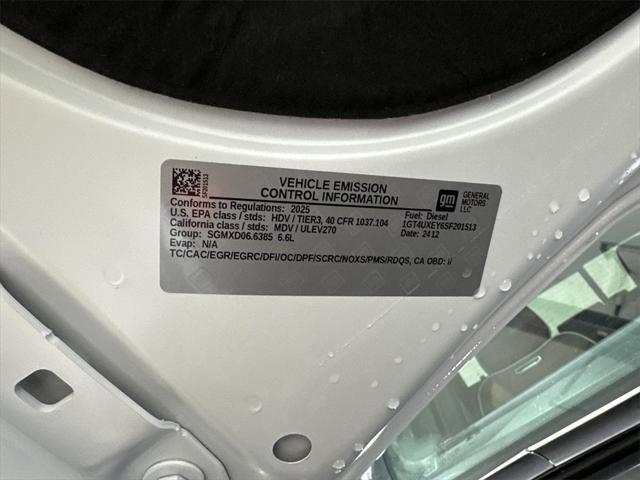 SF201513
VEHICLE EMISSION
CONTROL INFORMATION
gm GENERAL
MOTORS
LLC
Conforms to Regulations: 2025
U.S. EPA class / stds: HDV / TIER3, 40 CFR 1037.104
California class / stds: MDV / ULEV270
Group: SGMXD06.6385 6.6L
Evap: N/A
Fuel: Diesel
1GT4UXEY6SF201513
Date: 2412
TC/CAC/EGR/EGRC/DFI/OC/DPF/SCRC/NOXS/PMS/RDQS, CA OBD: ii